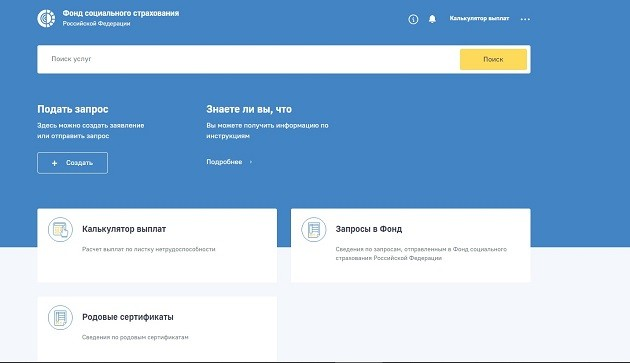 Фонд социального страхования
Российской Федерации
Калькулятор выплат
Поиск услуг
Поиск
Подать запрос
Здесь можно создать заявление
или отправить запрос
+ Создать
Знаете ли вы, что
Вы можете получить информацию по
инструкциям
Подробнее
Калькулятор выплат
Расчет выплат по листку нетрудоспособности
Запросы в Фонд
Сведения по запросам, отправленным в Фонд социального
страхования Российской Федерации
Родовые сертификаты
Сведения по родовым сертификатам